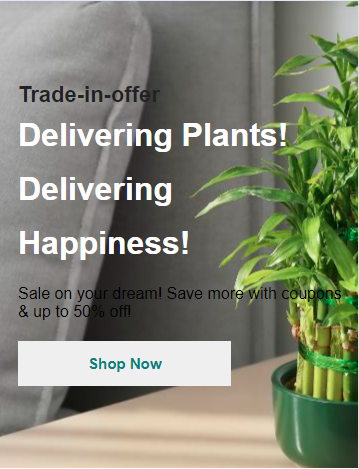 Trade-in-offer
Delivering Plants!
Delivering
Happiness!
Sale on your dream! Save more with coupons
& up to 50% off!
Shop Now